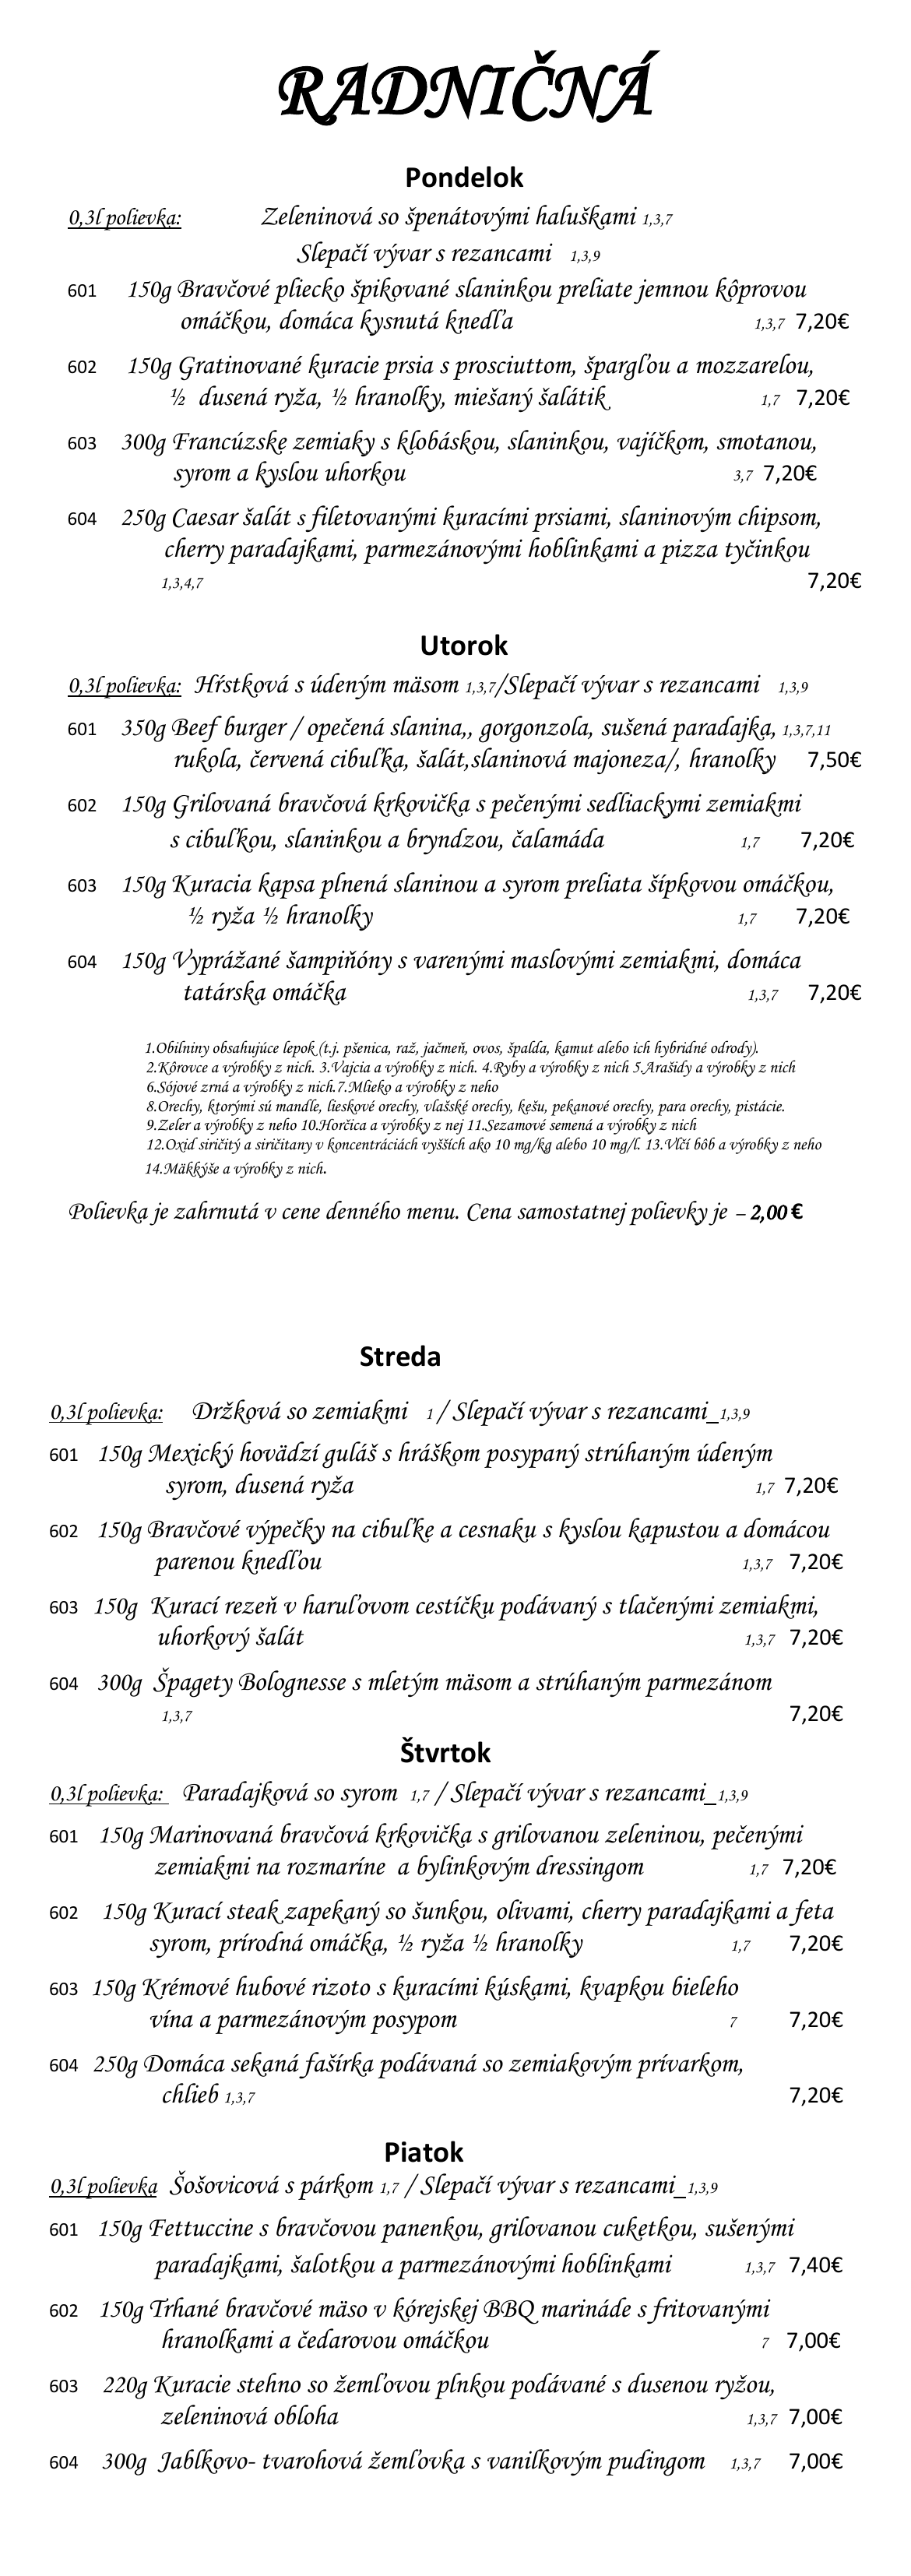 RADNIČNÁ
Pondelok
0,3l polievka: Zeleninová so špenátovými haluškami 1,3,7
Slepačí vývar s rezancami 1,3,9
601 150g Bravčové pliecko špikované slaninkou preliate jemnou kôprovou
omáčkou, domáca kysnutá knedľa 1,3,7 7,20€
602 150g Gratinované kuracie prsia s prosciuttom, špargľou a mozzarelou,
½ dusená ryža, ½ hranolky, miešaný šalátik 1,7 7,20€
603 300g Francúzske zemiaky s klobáskou, slaninkou, vajíčkom, smotanou,
syrom a kyslou uhorkou 3,7 7,20€
604 250g Caesar šalát s filetovanými kuracími prsiami, slaninovým chipsom,
cherry paradajkami, parmezánovými hoblinkami a pizza tyčinkou
1,3,4,7 7,20€
Utorok
0,3l polievka: Hŕstková s údeným mäsom 1,3,7/Slepačí vývar s rezancami 1,3,9
601 350g Beef burger / opečená slanina,, gorgonzola, sušená paradajka, 1,3,7,11
rukola, červená cibuľka, šalát,slaninová majoneza/, hranolky 7,50€
602 150g Grilovaná bravčová krkovička s pečenými sedliackymi zemiakmi
s cibuľkou, slaninkou a bryndzou, čalamáda 1,7 7,20€
603 150g Kuracia kapsa plnená slaninou a syrom preliata šípkovou omáčkou,
½ ryža ½ hranolky 1,7 7,20€
604 150g Vyprážané šampiňóny s varenými maslovými zemiakmi, domáca
tatárska omáčka 1,3,7 7,20€
1.Obilniny obsahujúce lepok (t.j. pšenica, raž, jačmeň, ovos, špalda, kamut alebo ich hybridné odrody).
2.Kôrovce a výrobky z nich. 3.Vajcia a výrobky z nich. 4.Ryby a výrobky z nich 5.Arašidy a výrobky z nich
6.Sójové zrná a výrobky z nich.7.Mlieko a výrobky z neho
8.Orechy, ktorými sú mandle, lieskové orechy, vlašské orechy, kešu, pekanové orechy, para orechy, pistácie.
9.Zeler a výrobky z neho 10.Horčica a výrobky z nej 11.Sezamové semená a výrobky z nich
12.Oxid siričitý a siričitany v koncentráciách vyšších ako 10 mg/kg alebo 10 mg/l. 13.Vlčí bôb a výrobky z neho
14.Mäkkýše a výrobky z nich.
Polievka je zahrnutá v cene denného menu. Cena samostatnej polievky je – 2,00 €
Streda
0,3l polievka: Držková so zemiakmi 1 / Slepačí vývar s rezancami_1,3,9
601 150g Mexický hovädzí guláš s hráškom posypaný strúhaným údeným
syrom, dusená ryža 1,7 7,20€
602 150g Bravčové výpečky na cibuľke a cesnaku s kyslou kapustou a domácou
parenou knedľou 1,3,7 7,20€
603 150g Kurací rezeň v haruľovom cestíčku podávaný s tlačenými zemiakmi,
uhorkový šalát 1,3,7 7,20€
604 300g Špagety Bolognesse s mletým mäsom a strúhaným parmezánom
1,3,7 7,20€
Štvrtok
0,3l polievka: Paradajková so syrom 1,7 / Slepačí vývar s rezancami_1,3,9
601 150g Marinovaná bravčová krkovička s grilovanou zeleninou, pečenými
zemiakmi na rozmaríne a bylinkovým dressingom 1,7 7,20€
602 150g Kurací steak zapekaný so šunkou, olivami, cherry paradajkami a feta
syrom, prírodná omáčka, ½ ryža ½ hranolky 1,7 7,20€
603 150g Krémové hubové rizoto s kuracími kúskami, kvapkou bieleho
vína a parmezánovým posypom 7 7,20€
604 250g Domáca sekaná fašírka podávaná so zemiakovým prívarkom,
chlieb 1,3,7 7,20€
Piatok
0,3l polievka Šošovicová s párkom 1,7 / Slepačí vývar s rezancami_1,3,9
601 150g Fettuccine s bravčovou panenkou, grilovanou cuketkou, sušenými
paradajkami, šalotkou a parmezánovými hoblinkami 1,3,7 7,40€
602 150g Trhané bravčové mäso v kórejskej BBQ marináde s fritovanými
hranolkami a čedarovou omáčkou 7 7,00€
603 220g Kuracie stehno so žemľovou plnkou podávané s dusenou ryžou,
zeleninová obloha 1,3,7 7,00€
604 300g Jablkovo- tvarohová žemľovka s vanilkovým pudingom 1,3,7 7,00€